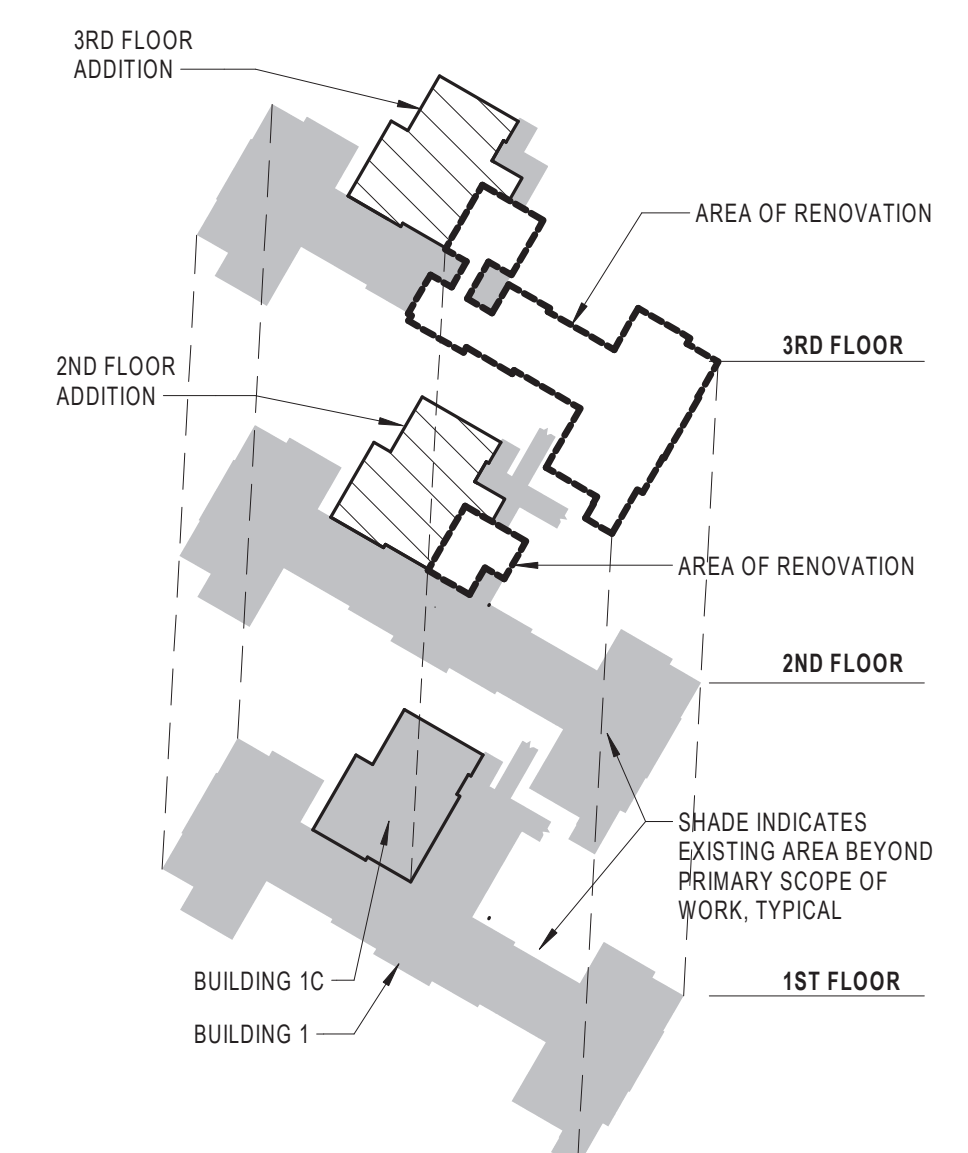 3RD FLOOR
ADDITION
AREA OF RENOVATION
3RD FLOOR
2ND FLOOR
ADDITION
AREA OF RENOVATION
2ND FLOOR
SHADE INDICATES
EXISTING AREA BEYOND
PRIMARY SCOPE OF
WORK, TYPICAL
BUILDING 1C
1ST FLOOR
BUILDING 1